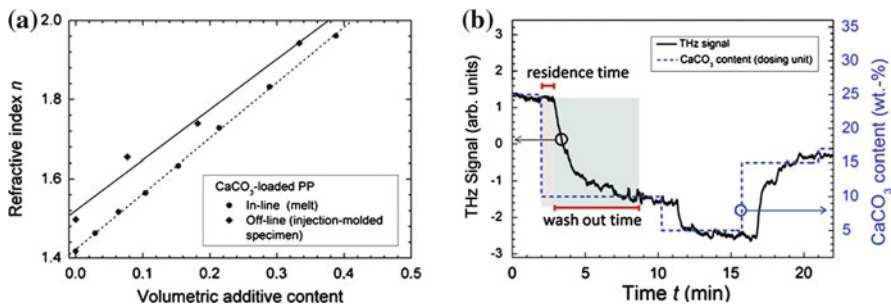 (a)
2.0
1.8
1.6
1.4
Refractive index n
CaCO3-loaded PP
In-line (melt)
Off-line (injection-molded
specimen)
0.0 0.1 0.2 0.3 0.4 0.5
Volumetric additive content
(b)
3
2
1
0
-1
-2
-3
THz Signal (arb. units)
THz signal
CaCO3 content (dosing unit)
residence time
wash out time
35
30
25
20
15
10
5
CaCO3 content (wt.-%)
0 5 10 15 20
Time t (min)